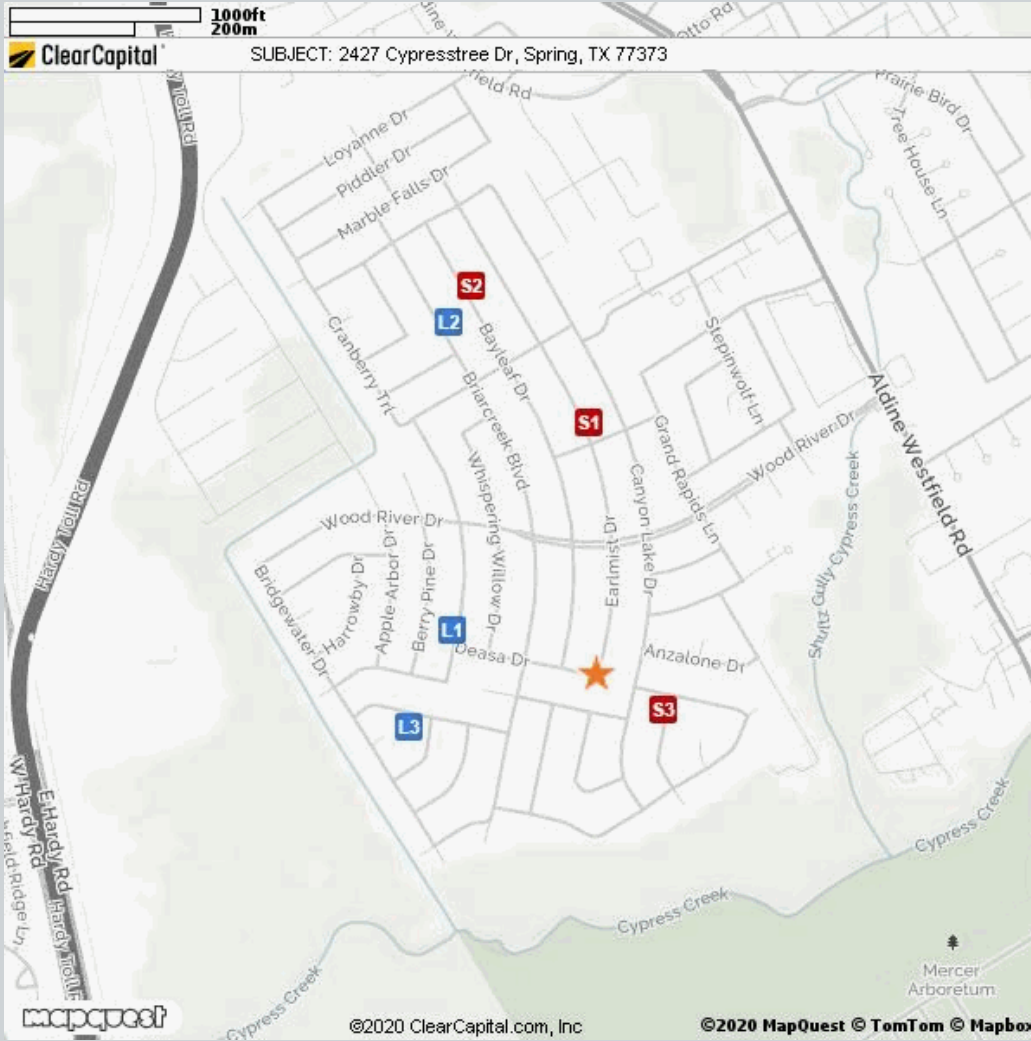 1000ft
200m
ClearCapital
SUBJECT: 2427 Cypresstree Dr, Spring, TX 77373
field Rd
otto Rd
Prairie Bird Dr
Tree House Ln
y Toll Rd
Loyanne Dr
Piddler Dr
Marble Falls Dr
S2
L2
Cranberry Trl
Bayleaf Dr
Briarcreek Blvd
S1
Stepinwolf Ln
Grand Rapids Ln
Wood River Dr
Aldine Westfield Rd
Whispering Willow Dr
Canyon Lake Dr
Earlmist Dr
Hardy Toll Rd
Wood River Dr
Shultz Gully Cypress Creek
Bridgewater Dr
Harrowby Dr
Apple Arbor Dr
Berry Pine Dr
L1
Deasa Dr
Anzalone Dr
S3
L3
W Hardy Rd
E Hardy Rd
Hardy Toll R
field Ridge Ln
Cypress Creek
Cypress Creek
Cypress Creek
Mercer
Arboretum
mapquest
©2020 ClearCapital.com, Inc
©2020 MapQuest © TomTom © Mapbox